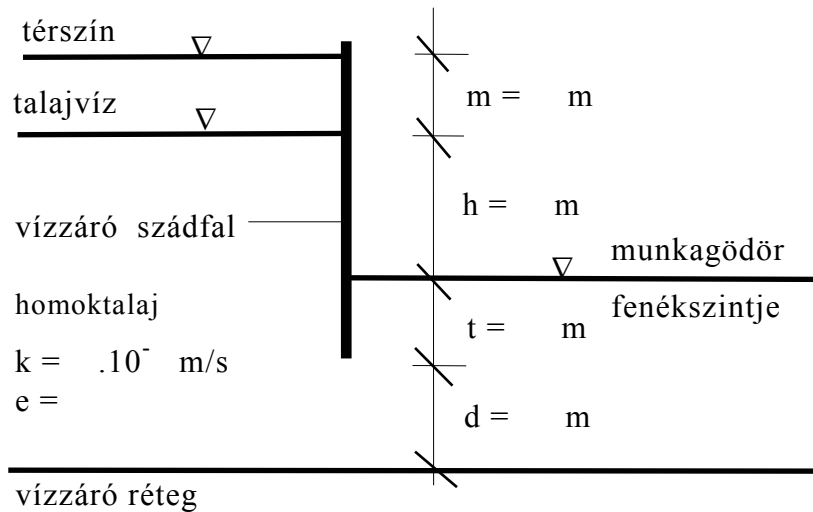 térszín
talajvíz
m = m
h = m
vízzáró szádfal
munkagödör
fenékszintje
homoktalaj
t = m
k = .10⁻ m/s
e =
d = m
vízzáró réteg